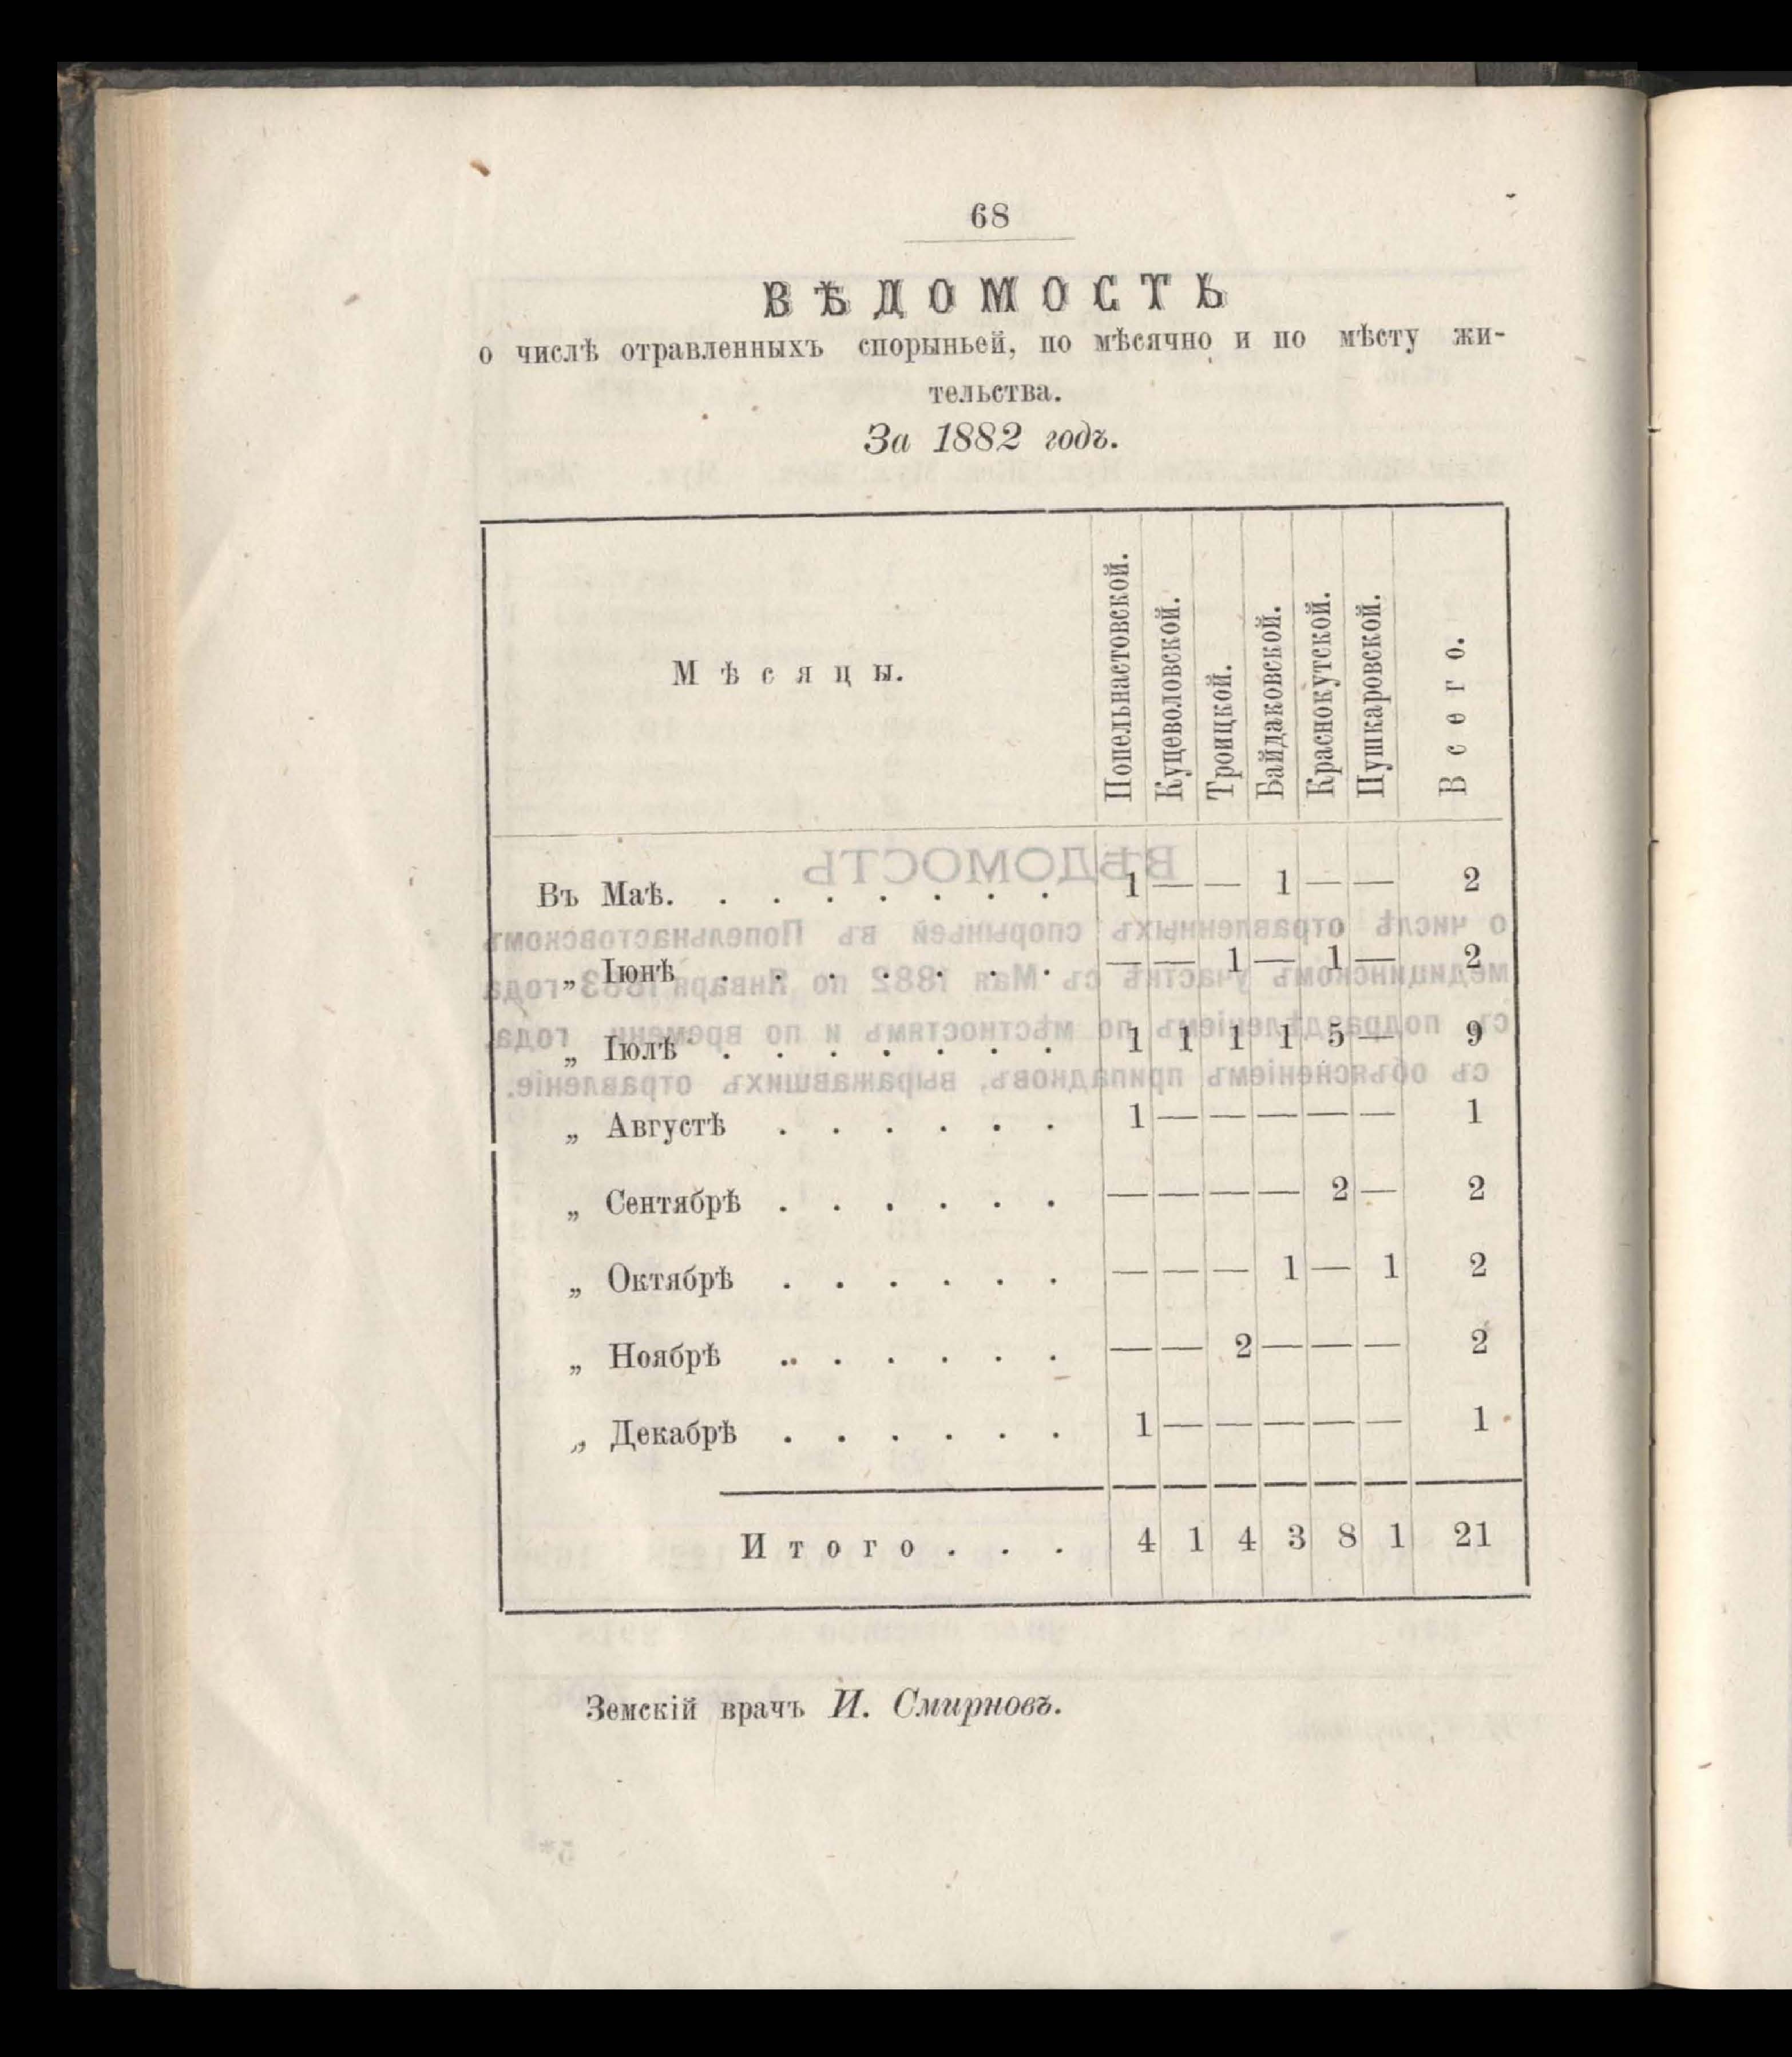 68
ВѢДОМОСТЬ
о числѣ отравленныхъ спорыньей, по мѣсячно и по мѣсту жи-
тельства.
За 1882 годъ.
Мѣсяцы. Попельнастовской. Куцеволовской. Троицкой. Байдаковской. Краснокутской. Пушкаровской. Всего.
Въ Маѣ. . . . . . . . 1 — — 1 — — 2
„ Іюнѣ . . . . . . . — — 1 — 1 — 2
„ Іюлѣ . . . . . . . 1 1 1 1 5 — 9
„ Августѣ . . . . . . 1 — — — — — 1
„ Сентябрѣ . . . . . . — — — — 2 — 2
„ Октябрѣ . . . . . . — — — 1 — 1 2
„ Ноябрѣ . . . . . . — — 2 — — — 2
„ Декабрѣ . . . . . . 1 — — — — — 1
Итого . . . 4 1 4 3 8 1 21
Земскій врачъ И. Смирновъ.